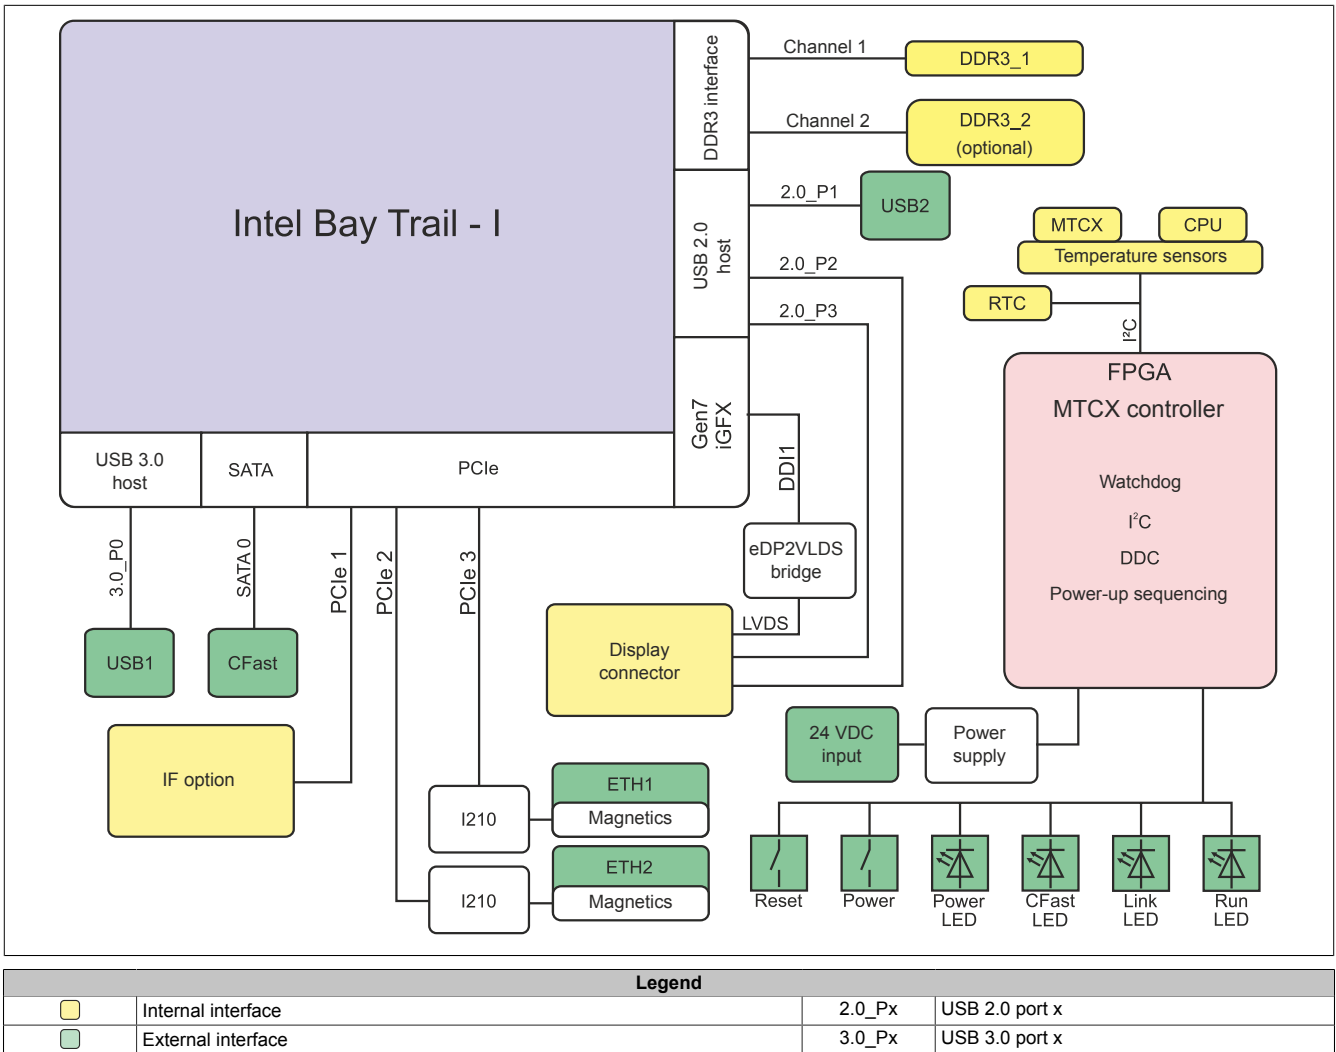 Intel Bay Trail - I
DDR3 interface
USB 2.0
host
Gen7
iGFX
USB 3.0
host
SATA
PCIe
Channel 1
DDR3_1
Channel 2
DDR3_2
(optional)
2.0_P1
USB2
2.0_P2
2.0_P3
MTCX
CPU
Temperature sensors
RTC
I²C
FPGA
MTCX controller
Watchdog
I²C
DDC
Power-up sequencing
DDI1
eDP2VLDS
bridge
LVDS
Display
connector
3.0_P0
SATA 0
PCIe 1
PCIe 2
PCIe 3
USB1
CFast
IF option
I210
ETH1
Magnetics
I210
ETH2
Magnetics
24 VDC
input
Power
supply
Reset
Power
Power
LED
CFast
LED
Link
LED
Run
LED
Legend
Internal interface
2.0_Px
USB 2.0 port x
External interface
3.0_Px
USB 3.0 port x